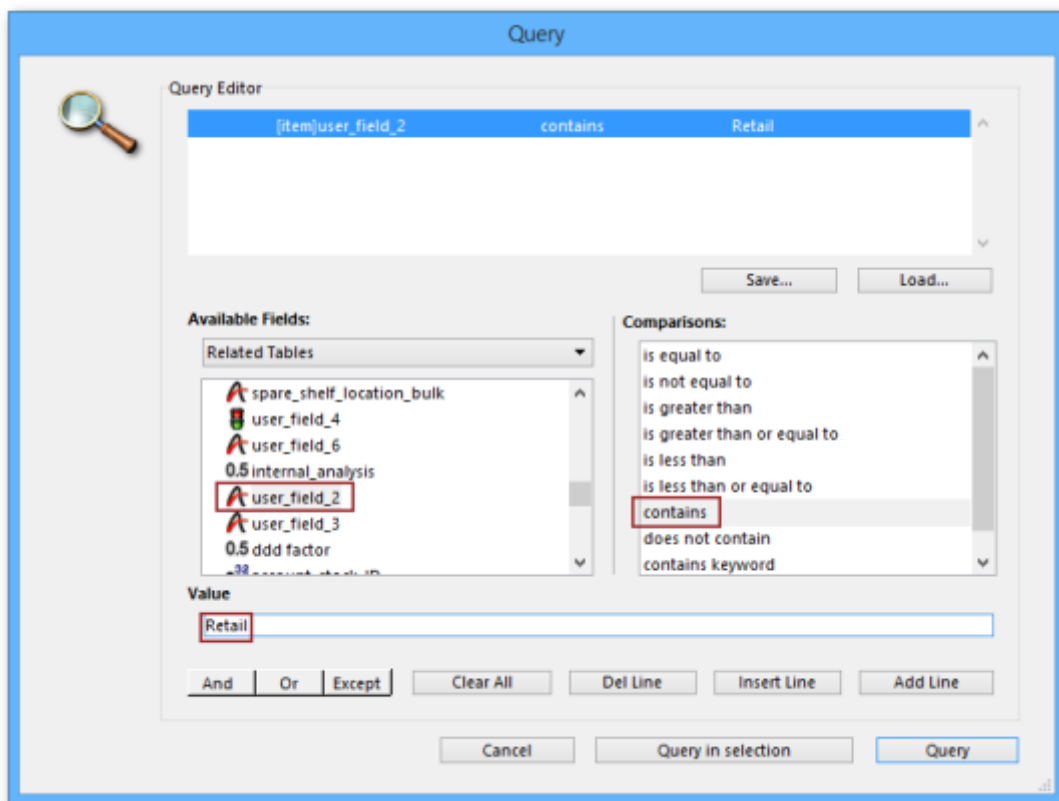 Query
Query Editor
[item]user_field_2 contains Retail
Save... Load...
Available Fields:
Related Tables
spare_shelf_location_bulk
user_field_4
user_field_6
0.5 internal_analysis
user_field_2
user_field_3
0.5 ddd factor
Comparisons:
is equal to
is not equal to
is greater than
is greater than or equal to
is less than
is less than or equal to
contains
does not contain
contains keyword
Value
Retail
And Or Except Clear All Del Line Insert Line Add Line
Cancel Query in selection Query